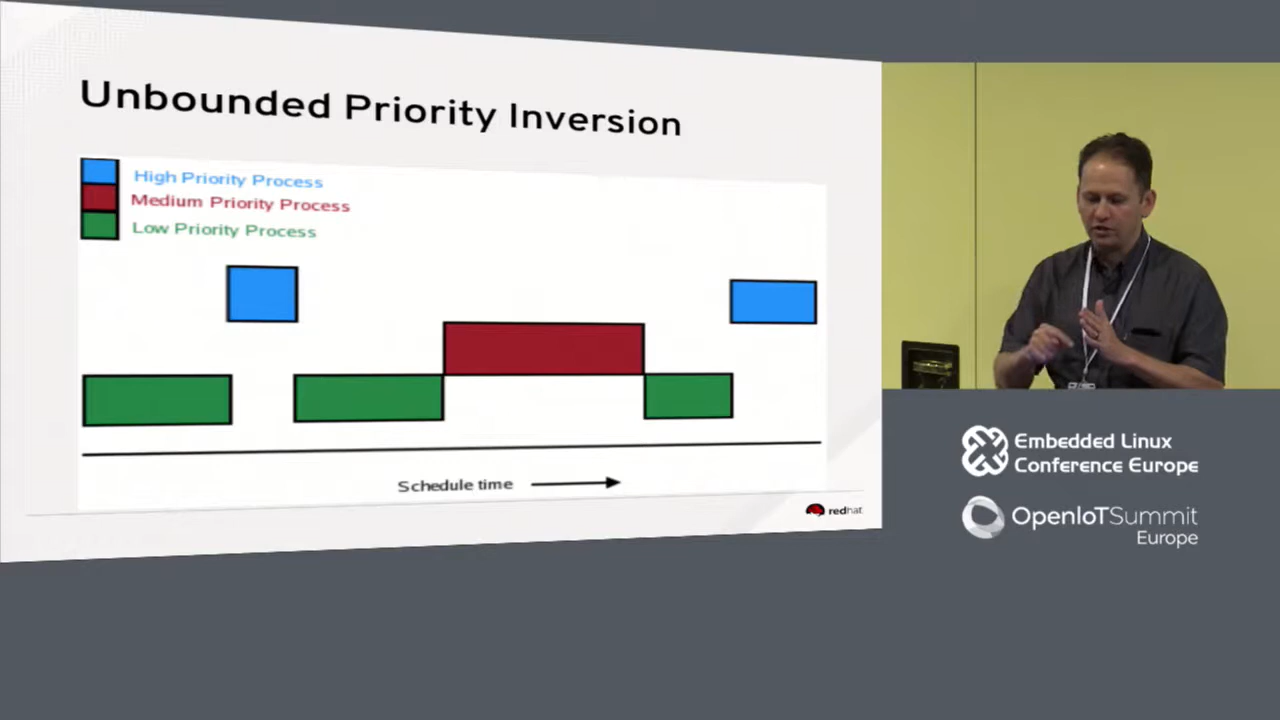 Unbounded Priority Inversion
High Priority Process
Medium Priority Process
Low Priority Process
Schedule time
redhat
Embedded Linux
Conference Europe
OpenIoTSummit
Europe